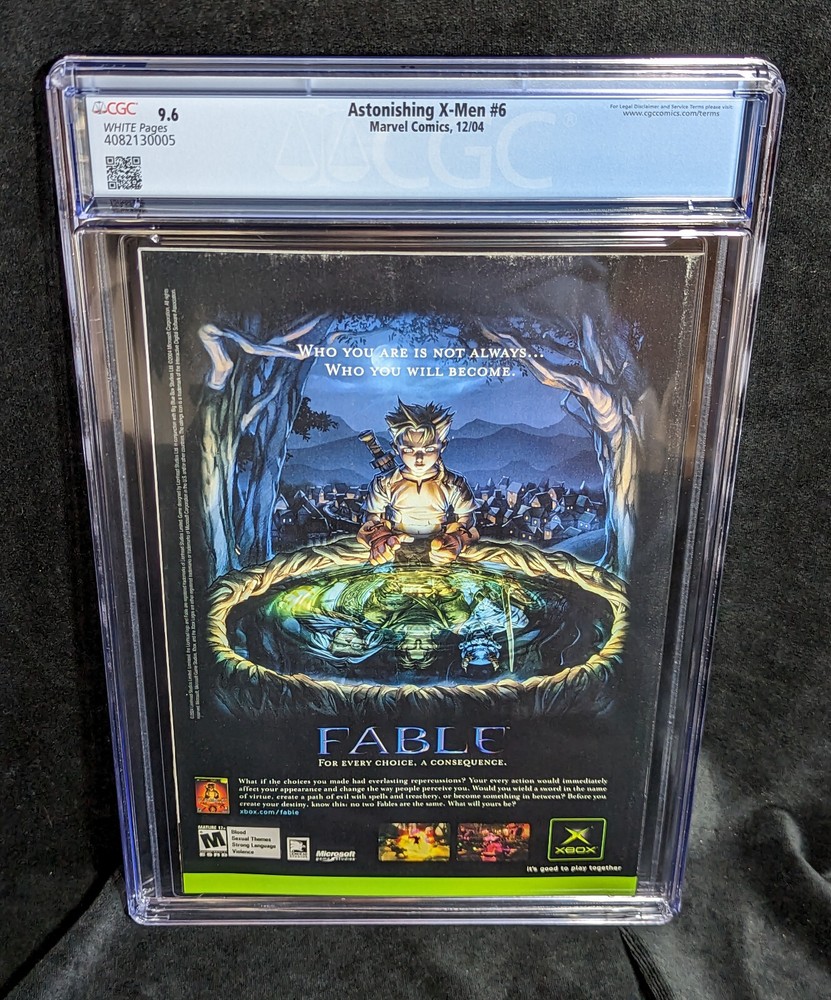 CGC 9.6
WHITE Pages
4082130005
Astonishing X-Men #6
Marvel Comics, 12/04
For Legal Disclaimer and Service Terms please visit
www.cgccomics.com/terms
CGC
WHO YOU ARE IS NOT ALWAYS...
WHO YOU WILL BECOME.
FABLE
FOR EVERY CHOICE, A CONSEQUENCE.
What if the choices you made had everlasting repercussions? Your every action would immediately
affect your appearance and change the way people perceive you. Would you wield a sword in the name
of virtue, create a path of evil with spells and treachery, or become something in between? Before you
create your destiny, know this: no two Fables are the same. What will yours be?
xbox.com/fable
MATURE 17+
M
ESRB
Blood
Sexual Themes
Strong Language
Violence
Microsoft
game studios
XBOX
it's good to play together